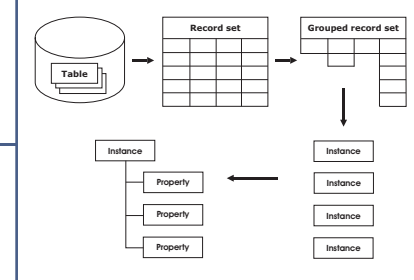 Record set
Grouped record set
Table
Instance
Property
Property
Property
Instance
Instance
Instance
Instance